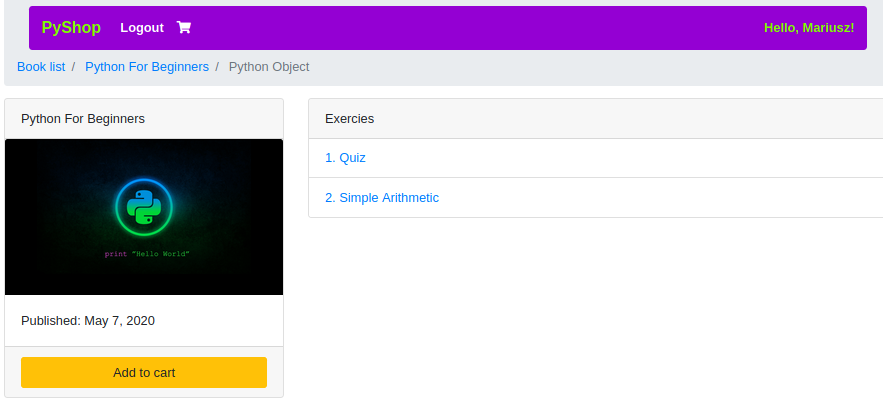 PyShop Logout Hello, Mariusz!
Book list / Python For Beginners / Python Object
Python For Beginners
print "Hello World"
Published: May 7, 2020
Add to cart
Exercies
1. Quiz
2. Simple Arithmetic